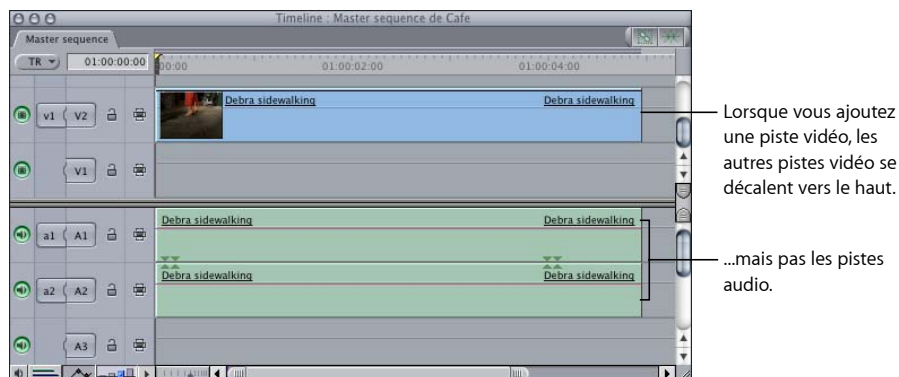 Timeline : Master sequence de Cafe
Master sequence
TR 01:00:00:00 00:00 01:00:02:00 01:00:04:00
v1 V2 Debra sidewalking Debra sidewalking
V1
a1 A1 Debra sidewalking Debra sidewalking
a2 A2 Debra sidewalking Debra sidewalking
A3
Lorsque vous ajoutez
une piste vidéo, les
autres pistes vidéo se
décalent vers le haut.
...mais pas les pistes
audio.